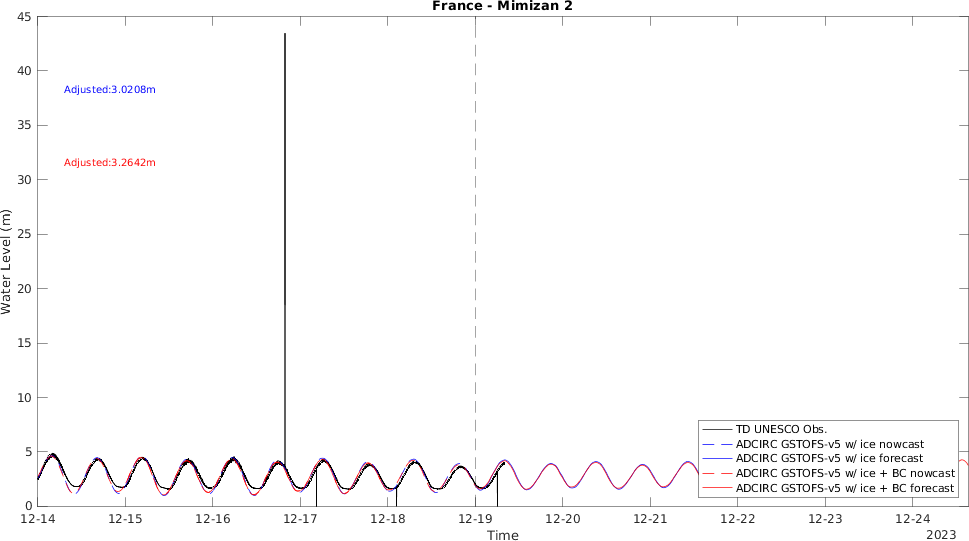 France - Mimizan 2
45
40
35
30
25
20
15
10
5
0
Water Level (m)
Adjusted:3.0208m
Adjusted:3.2642m
TD UNESCO Obs.
ADCIRC GSTOFS-v5 w/ ice nowcast
ADCIRC GSTOFS-v5 w/ ice forecast
ADCIRC GSTOFS-v5 w/ ice + BC nowcast
ADCIRC GSTOFS-v5 w/ ice + BC forecast
12-14 12-15 12-16 12-17 12-18 12-19 12-20 12-21 12-22 12-23 12-24
Time
2023